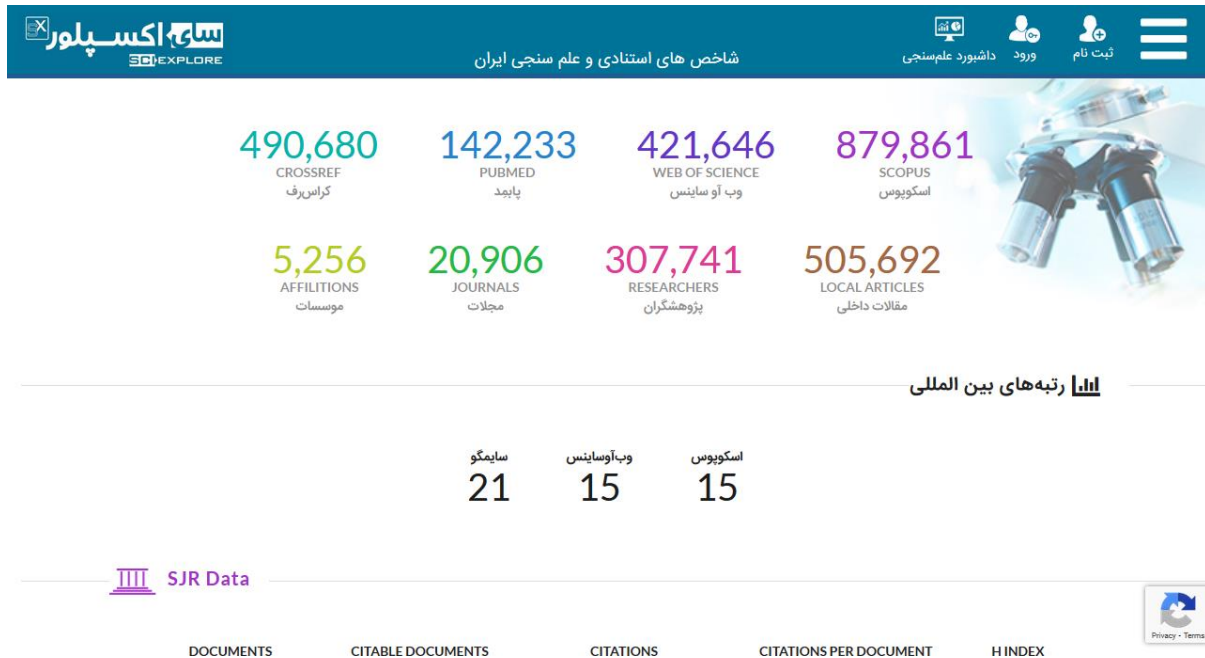 سای اکسپلور
SCI EXPLORE
شاخص های استنادی و علم سنجی ایران
ثبت نام
ورود
داشبورد علم‌سنجی
490,680 142,233 421,646 879,861
CROSSREF PUBMED WEB OF SCIENCE SCOPUS
کراس‌رف پابمِد وب آو ساینس اسکوپوس
5,256 20,906 307,741 505,692
AFFILITIONS JOURNALS RESEARCHERS LOCAL ARTICLES
موسسات مجلات پژوهشگران مقالات داخلی
رتبه‌های بین المللی
اسکوپوس وب‌آوساینس سایمگو
15 15 21
SJR Data
DOCUMENTS CITABLE DOCUMENTS CITATIONS CITATIONS PER DOCUMENT H INDEX
Privacy - Terms